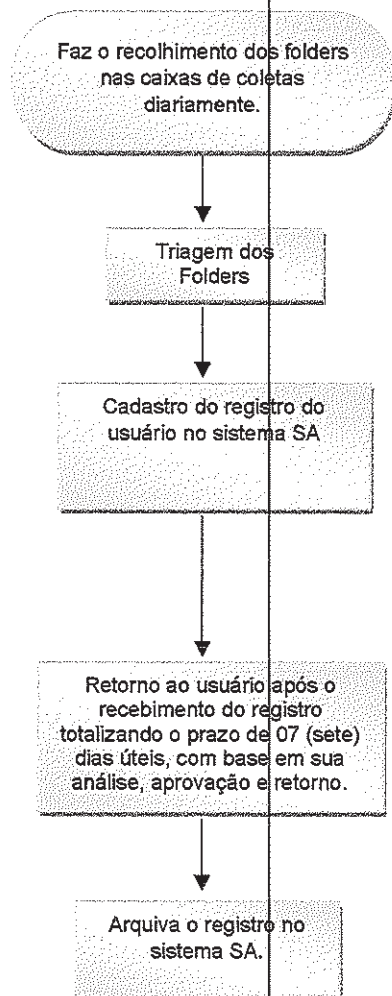 Faz o recolhimento dos folders
nas caixas de coletas
diariamente.
Triagem dos
Folders
Cadastro do registro do
usuário no sistema SA
Retorno ao usuário após o
recebimento do registro
totalizando o prazo de 07 (sete)
dias úteis, com base em sua
análise, aprovação e retorno.
Arquiva o registro no
sistema SA.